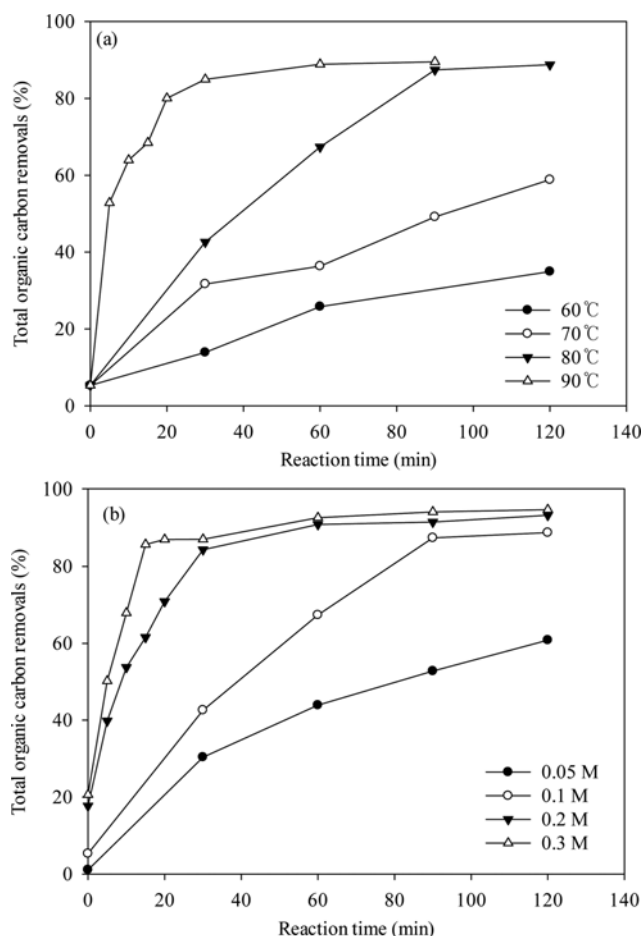 (a)
Total organic carbon removals (%)
100
80
60
40
20
0
60℃
70℃
80℃
90℃
0 20 40 60 80 100 120 140
Reaction time (min)
(b)
Total organic carbon removals (%)
100
80
60
40
20
0
0.05 M
0.1 M
0.2 M
0.3 M
0 20 40 60 80 100 120 140
Reaction time (min)